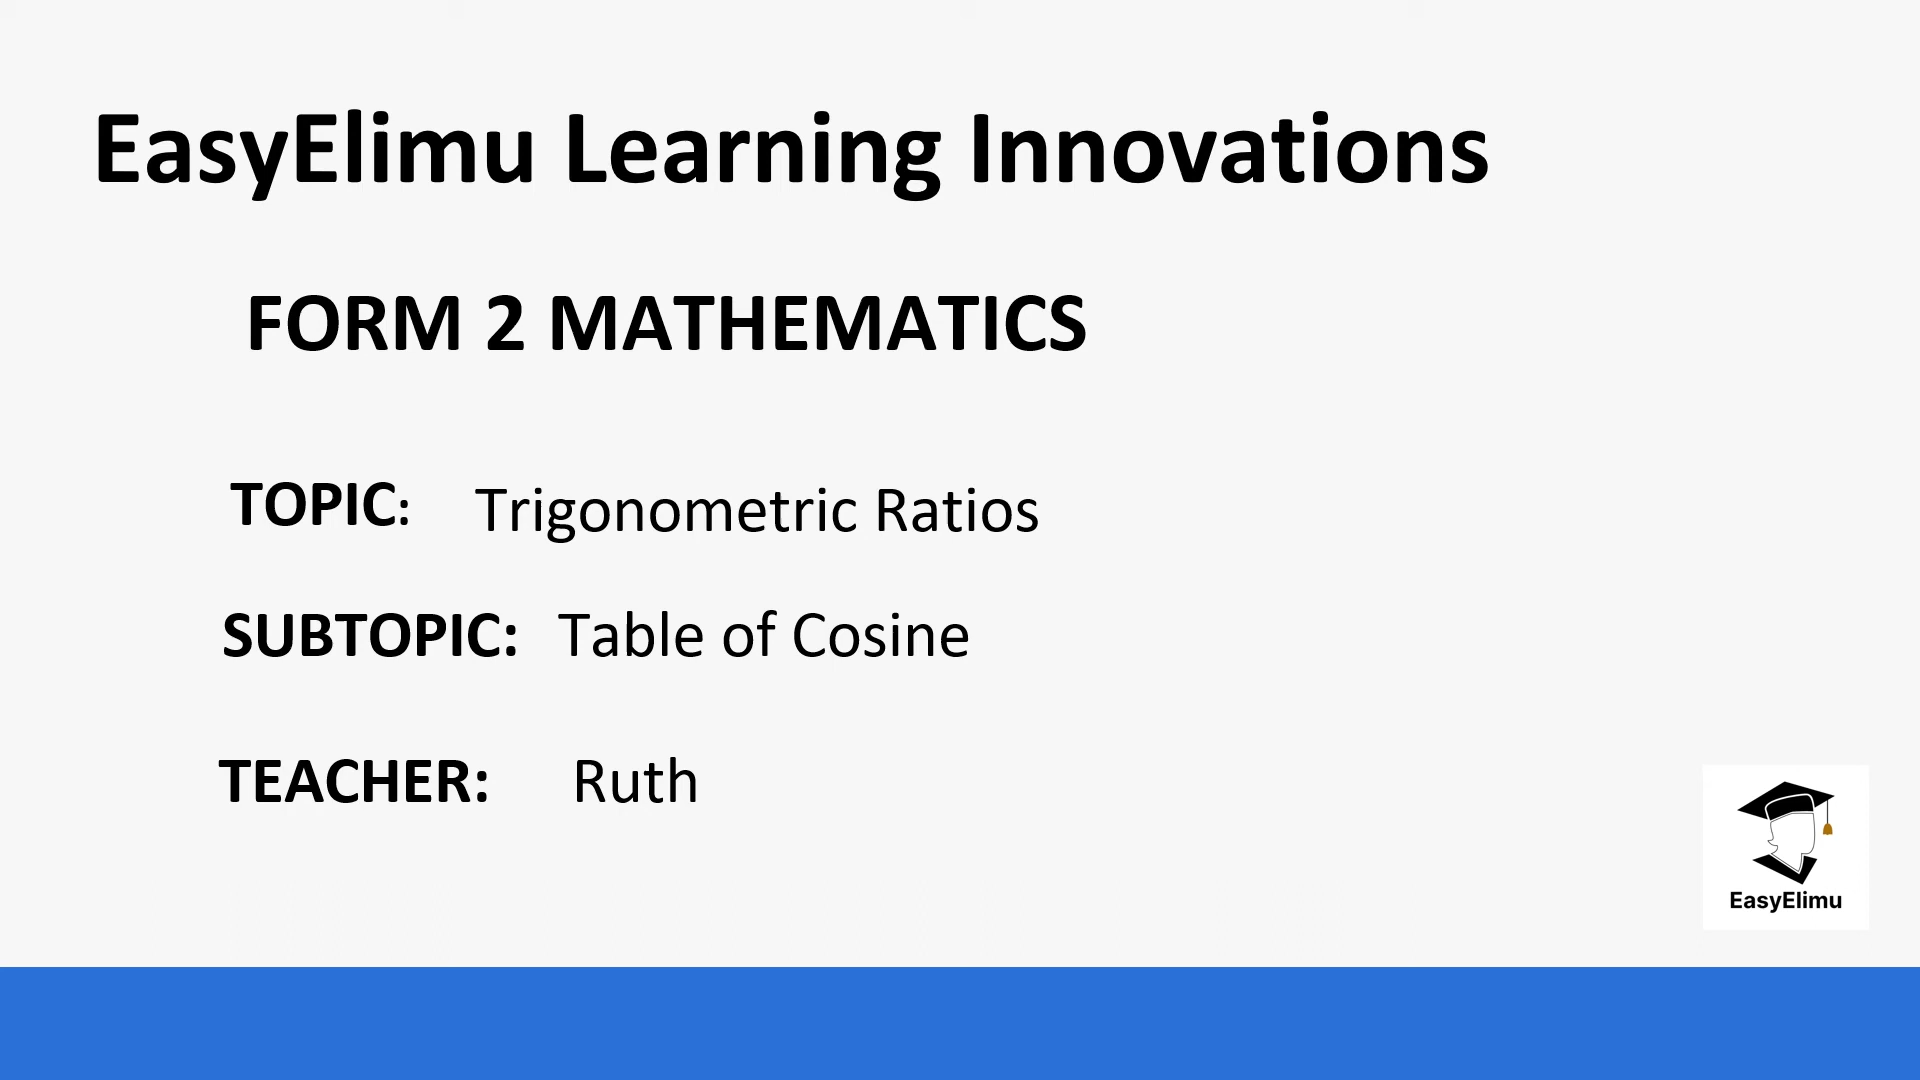 EasyElimu Learning Innovations
FORM 2 MATHEMATICS
TOPIC: Trigonometric Ratios
SUBTOPIC: Table of Cosine
TEACHER: Ruth
EasyElimu